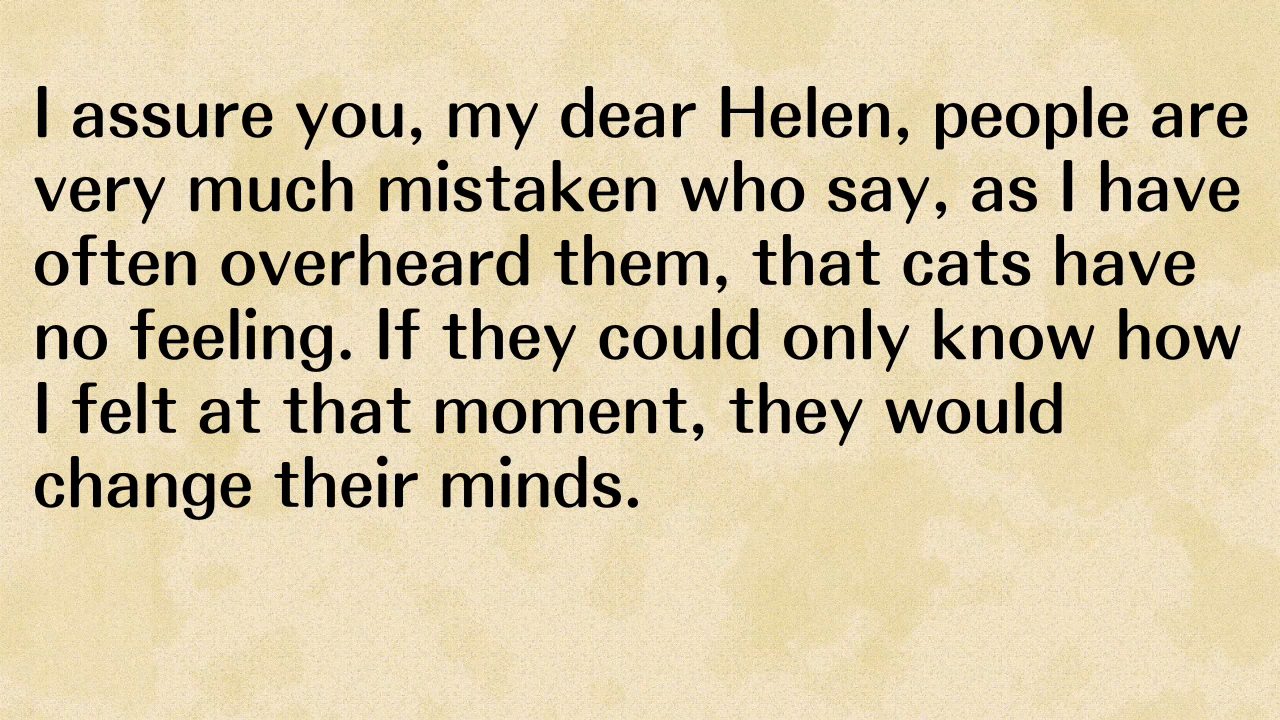 I assure you, my dear Helen, people are
very much mistaken who say, as I have
often overheard them, that cats have
no feeling. If they could only know how
I felt at that moment, they would
change their minds.